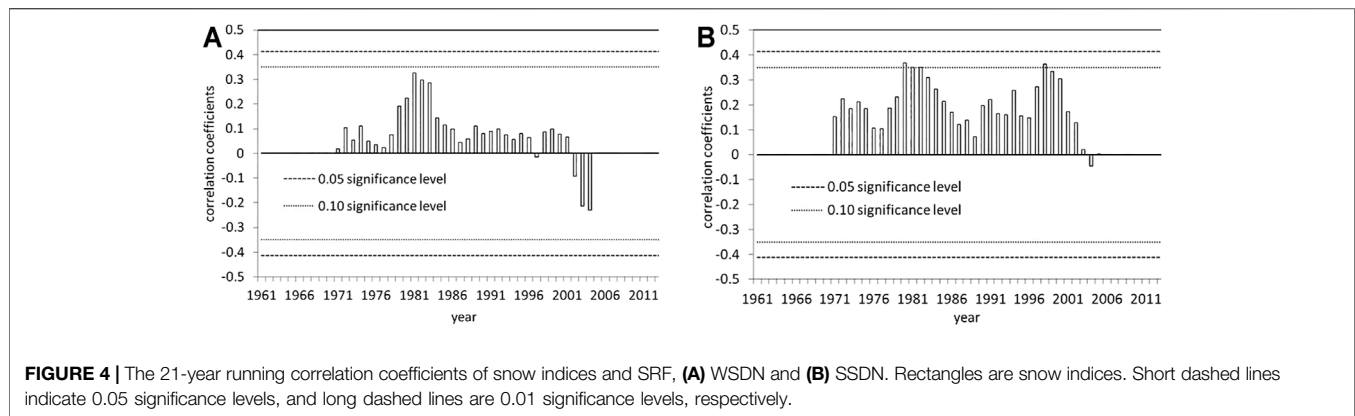 A
0.5
0.4
0.3
0.2
0.1
0
-0.1
-0.2
-0.3
-0.4
-0.5
correlation coefficients
0.05 significance level
0.10 significance level
1961 1966 1971 1976 1981 1986 1991 1996 2001 2006 2011
year
B
0.5
0.4
0.3
0.2
0.1
0
-0.1
-0.2
-0.3
-0.4
-0.5
correlation coefficients
0.05 significance level
0.10 significance level
1961 1966 1971 1976 1981 1986 1991 1996 2001 2006 2011
year
FIGURE 4 | The 21-year running correlation coefficients of snow indices and SRF, (A) WSDN and (B) SSDN. Rectangles are snow indices. Short dashed lines
indicate 0.05 significance levels, and long dashed lines are 0.01 significance levels, respectively.